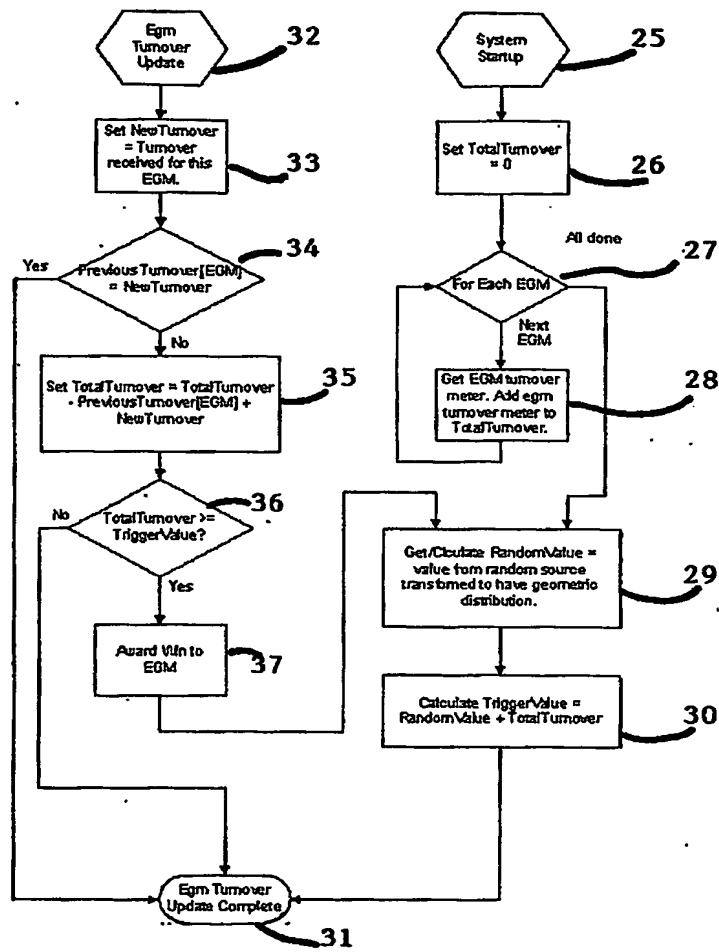 Egm
Turnover
Update
32
Set NewTurnover
= Turnover
received for this
EGM.
33
34
Yes
PreviousTurnover[EGM]
= NewTurnover
No
Set TotalTurnover = TotalTurnover
- PreviousTurnover[EGM] +
NewTurnover
35
36
No
TotalTurnover >=
TriggerValue?
Yes
Award Win to
EGM
37
System
Startup
25
Set TotalTurnover
= 0
26
All done
27
For Each EGM
Next
EGM
Get EGM turnover
meter. Add egm
turnover meter to
TotalTurnover.
28
Get/Clculate RandomValue =
value from random source
transfomed to have geometric
distribution.
29
Calculate TriggerValue =
RandomValue + TotalTurnover
30
Egm Turnover
Update Complete
31